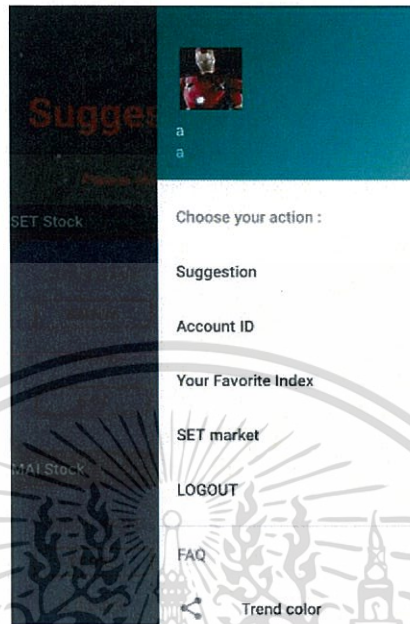 Sugges
a
a
SET Stock
Choose your action :
Suggestion
Account ID
Your Favorite Index
SET market
MAI Stock
LOGOUT
FAQ
Trend color